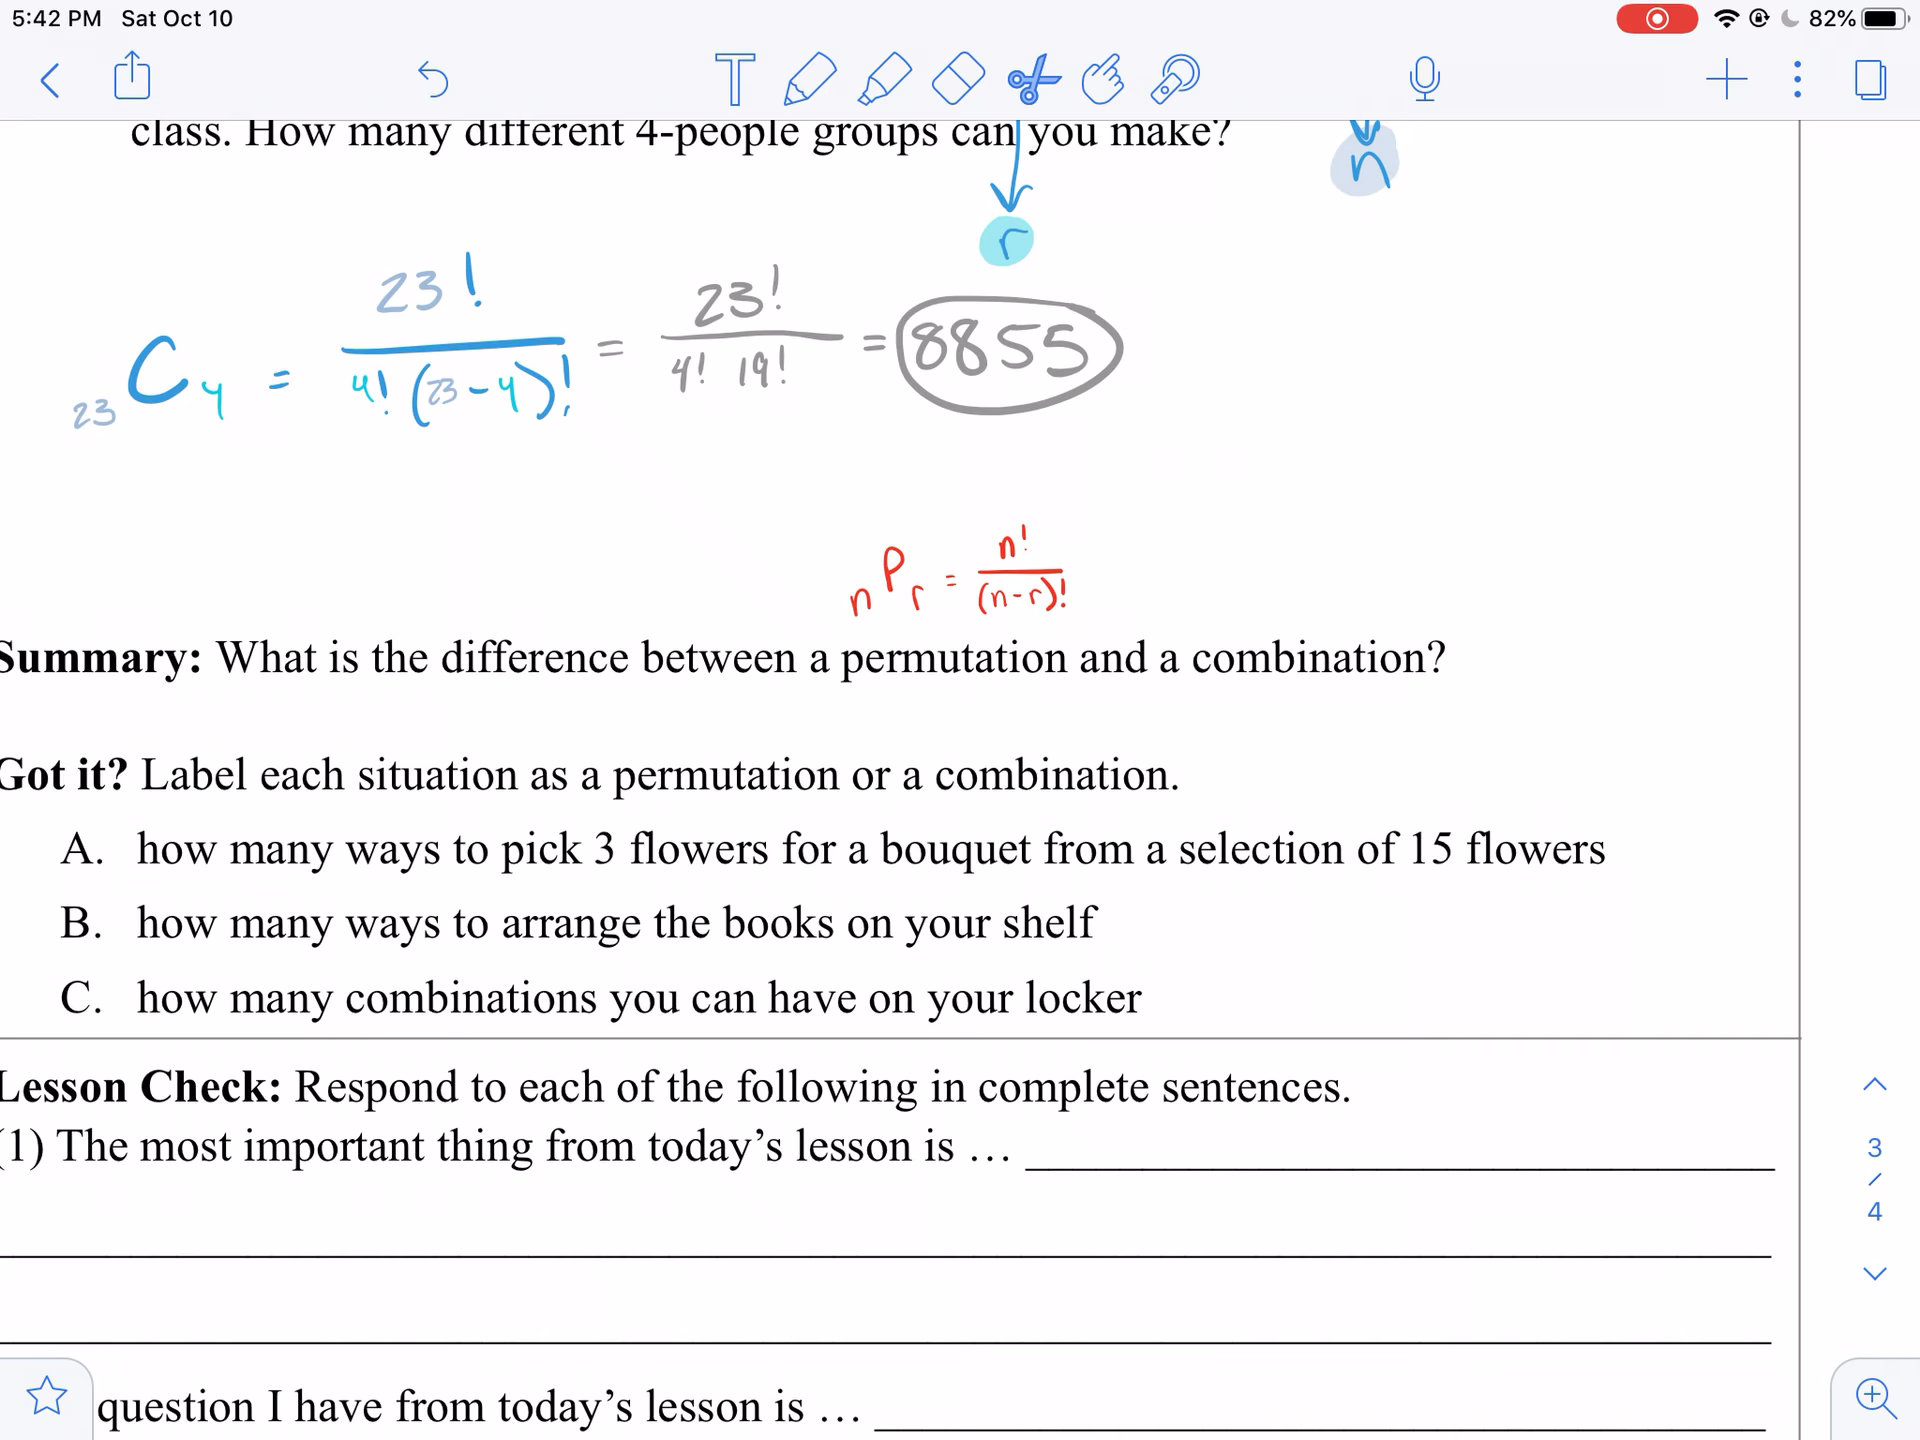 5:42 PM Sat Oct 10 82%
class. How many different 4-people groups can you make?
n
r
23 C 4 = 23! / 4! (23-4)! = 23! / 4! 19! = 8855
n P r = n! / (n-r)!
Summary: What is the difference between a permutation and a combination?
Got it? Label each situation as a permutation or a combination.
A. how many ways to pick 3 flowers for a bouquet from a selection of 15 flowers
B. how many ways to arrange the books on your shelf
C. how many combinations you can have on your locker
Lesson Check: Respond to each of the following in complete sentences.
(1) The most important thing from today's lesson is …
3 / 4
question I have from today's lesson is …